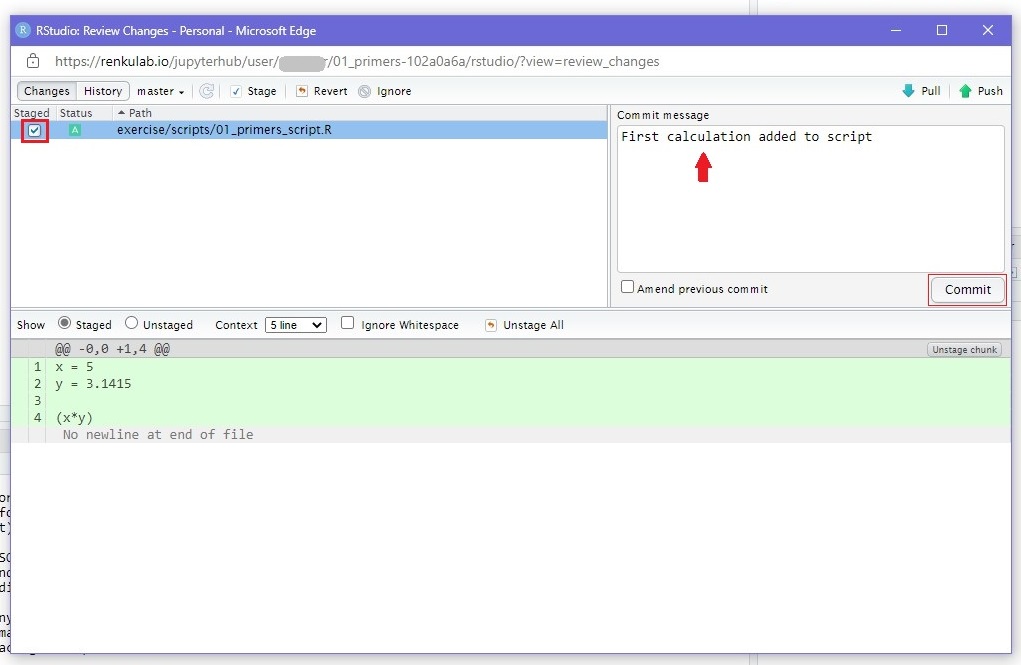 R RStudio: Review Changes - Personal - Microsoft Edge
https://renkulab.io/jupyterhub/user/ r/01_primers-102a0a6a/rstudio/?view=review_changes
Changes History master Stage Revert Ignore Pull Push
Staged Status Path
A exercise/scripts/01_primers_script.R
Commit message
First calculation added to script
Amend previous commit Commit
Show Staged Unstaged Context 5 line Ignore Whitespace Unstage All
@@ -0,0 +1,4 @@ Unstage chunk
1 x = 5
2 y = 3.1415
3
4 (x*y)
No newline at end of file